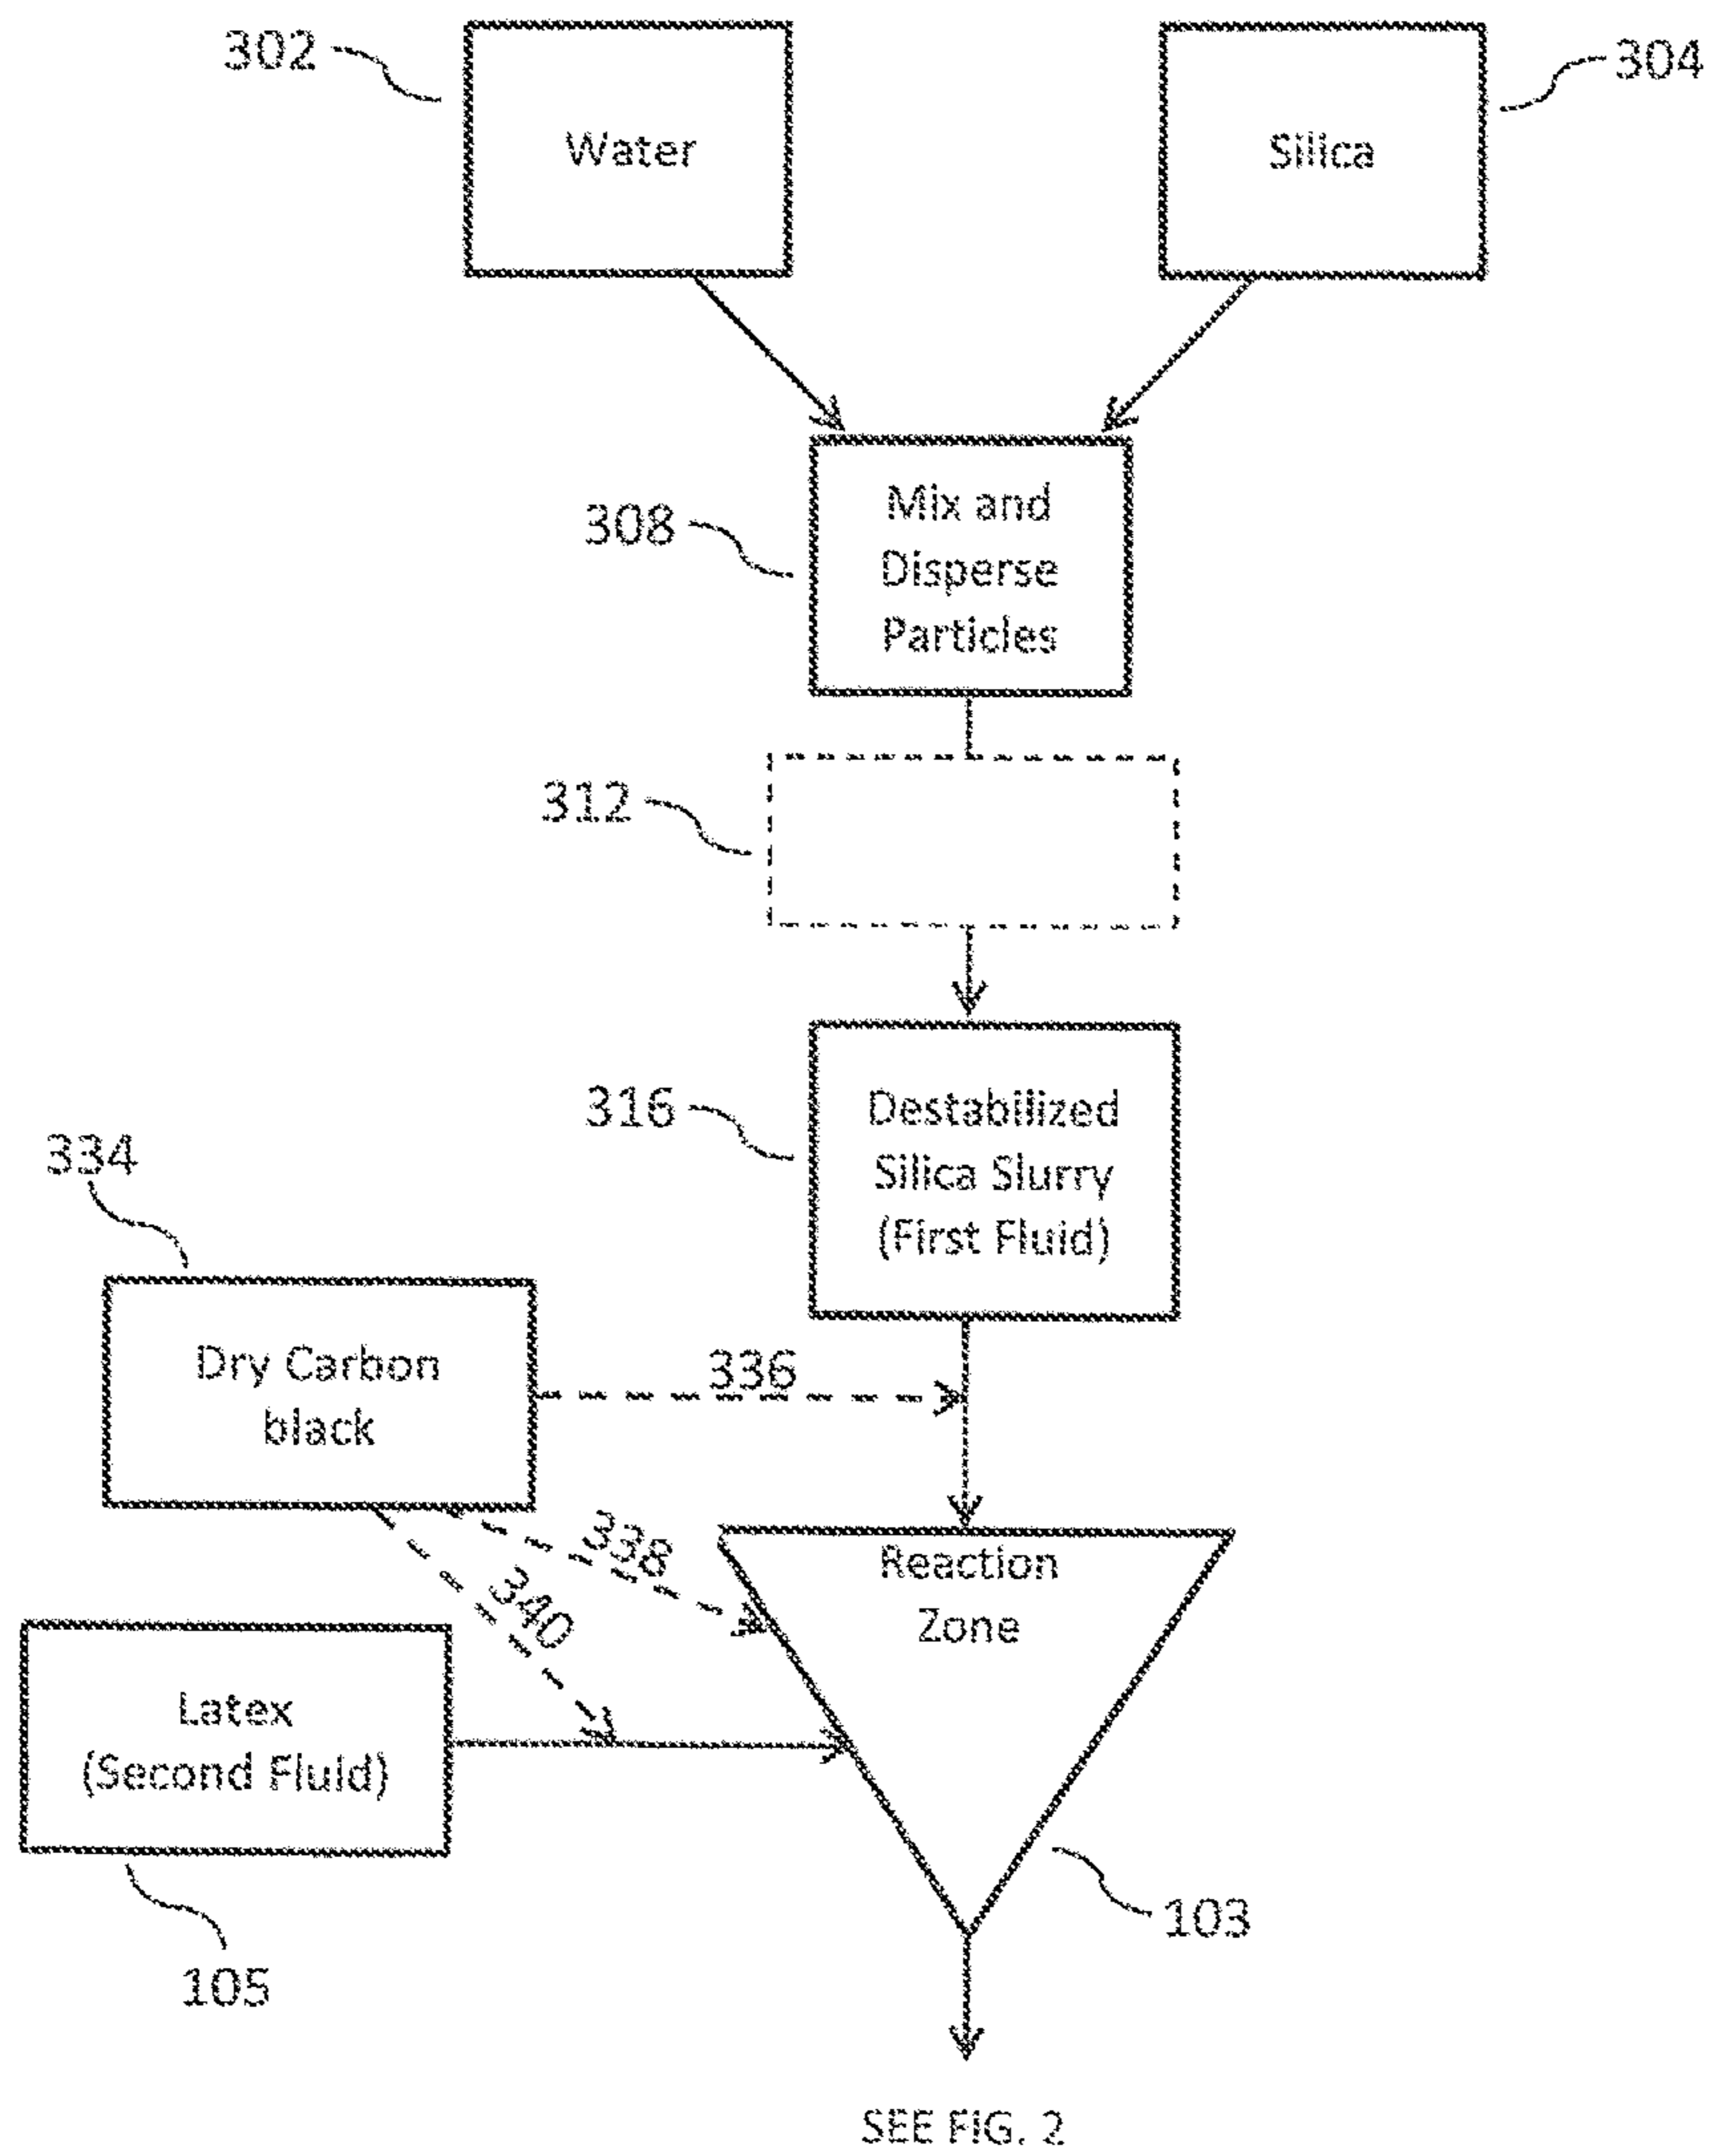 302
Water
304
Silica
308
Mix and
Disperse
Particles
312
316
Destabilized
Silica Slurry
(First Fluid)
334
Dry Carbon
black
336
338
340
Reaction
Zone
Latex
(Second Fluid)
103
105
SEE FIG. 2